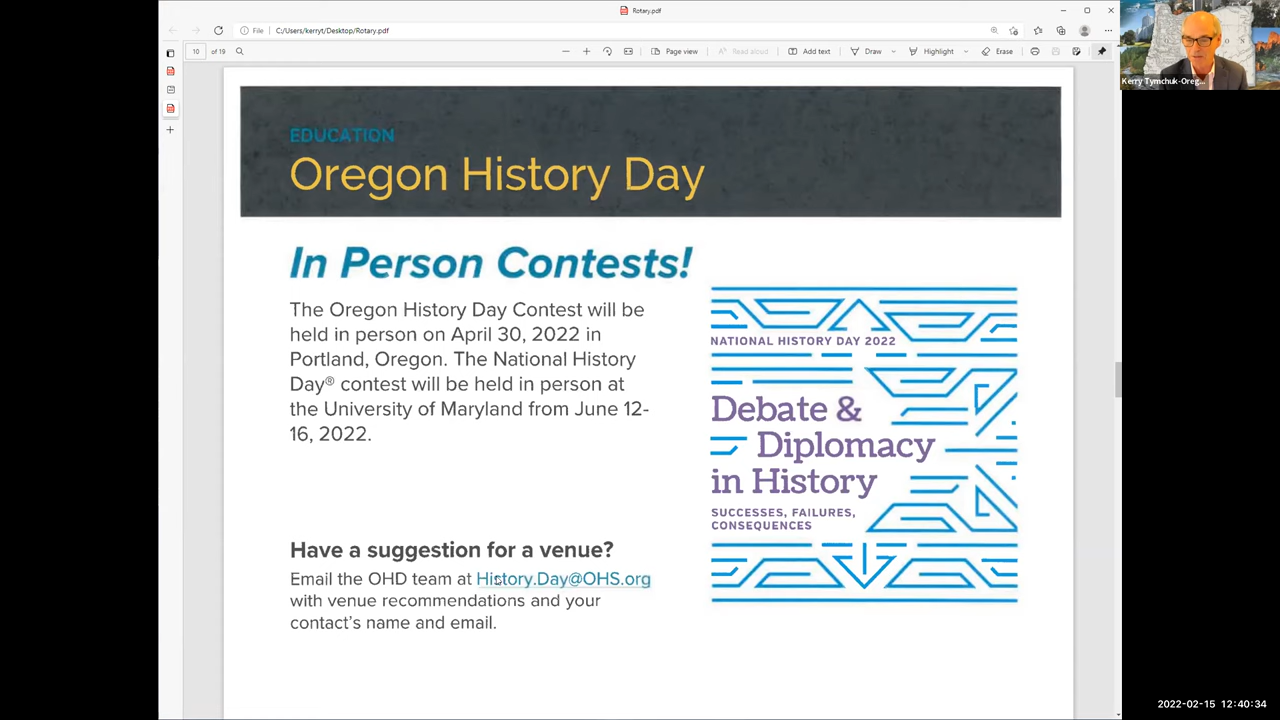 Rotary.pdf
File
C:/Users/kerryt/Desktop/Rotary.pdf
10 of 19
Page view
Read aloud
Add text
Draw
Highlight
Erase
Kerry Tymchuk-Oreg...
EDUCATION
Oregon History Day
In Person Contests!
The Oregon History Day Contest will be
held in person on April 30, 2022 in
Portland, Oregon. The National History
Day® contest will be held in person at
the University of Maryland from June 12-
16, 2022.
NATIONAL HISTORY DAY 2022
Debate &
Diplomacy
in History
SUCCESSES, FAILURES,
CONSEQUENCES
Have a suggestion for a venue?
Email the OHD team at History.Day@OHS.org
with venue recommendations and your
contact's name and email.
2022-02-15 12:40:34